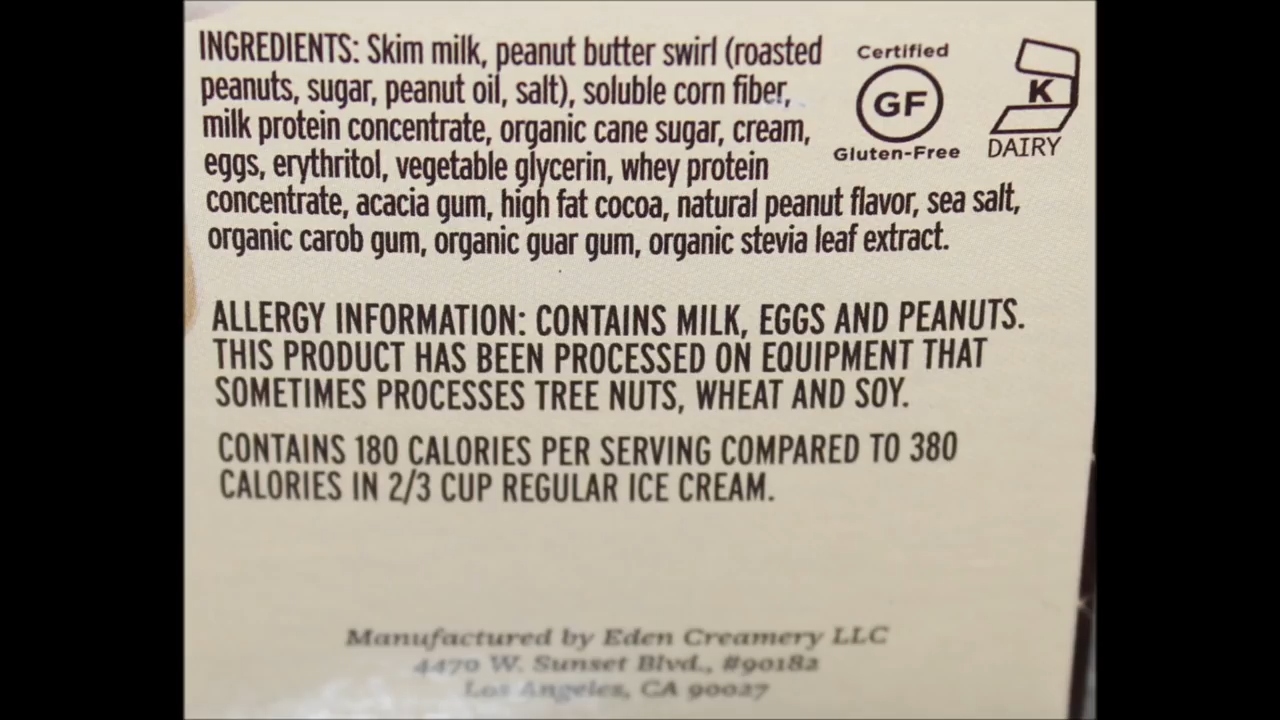 INGREDIENTS: Skim milk, peanut butter swirl (roasted
peanuts, sugar, peanut oil, salt), soluble corn fiber,
milk protein concentrate, organic cane sugar, cream,
eggs, erythritol, vegetable glycerin, whey protein
concentrate, acacia gum, high fat cocoa, natural peanut flavor, sea salt,
organic carob gum, organic guar gum, organic stevia leaf extract.
Certified
GF
Gluten-Free
K
DAIRY
ALLERGY INFORMATION: CONTAINS MILK, EGGS AND PEANUTS.
THIS PRODUCT HAS BEEN PROCESSED ON EQUIPMENT THAT
SOMETIMES PROCESSES TREE NUTS, WHEAT AND SOY.
CONTAINS 180 CALORIES PER SERVING COMPARED TO 380
CALORIES IN 2/3 CUP REGULAR ICE CREAM.
Manufactured by Eden Creamery LLC
4470 W. Sunset Blvd., #90182
Los Angeles, CA 90027